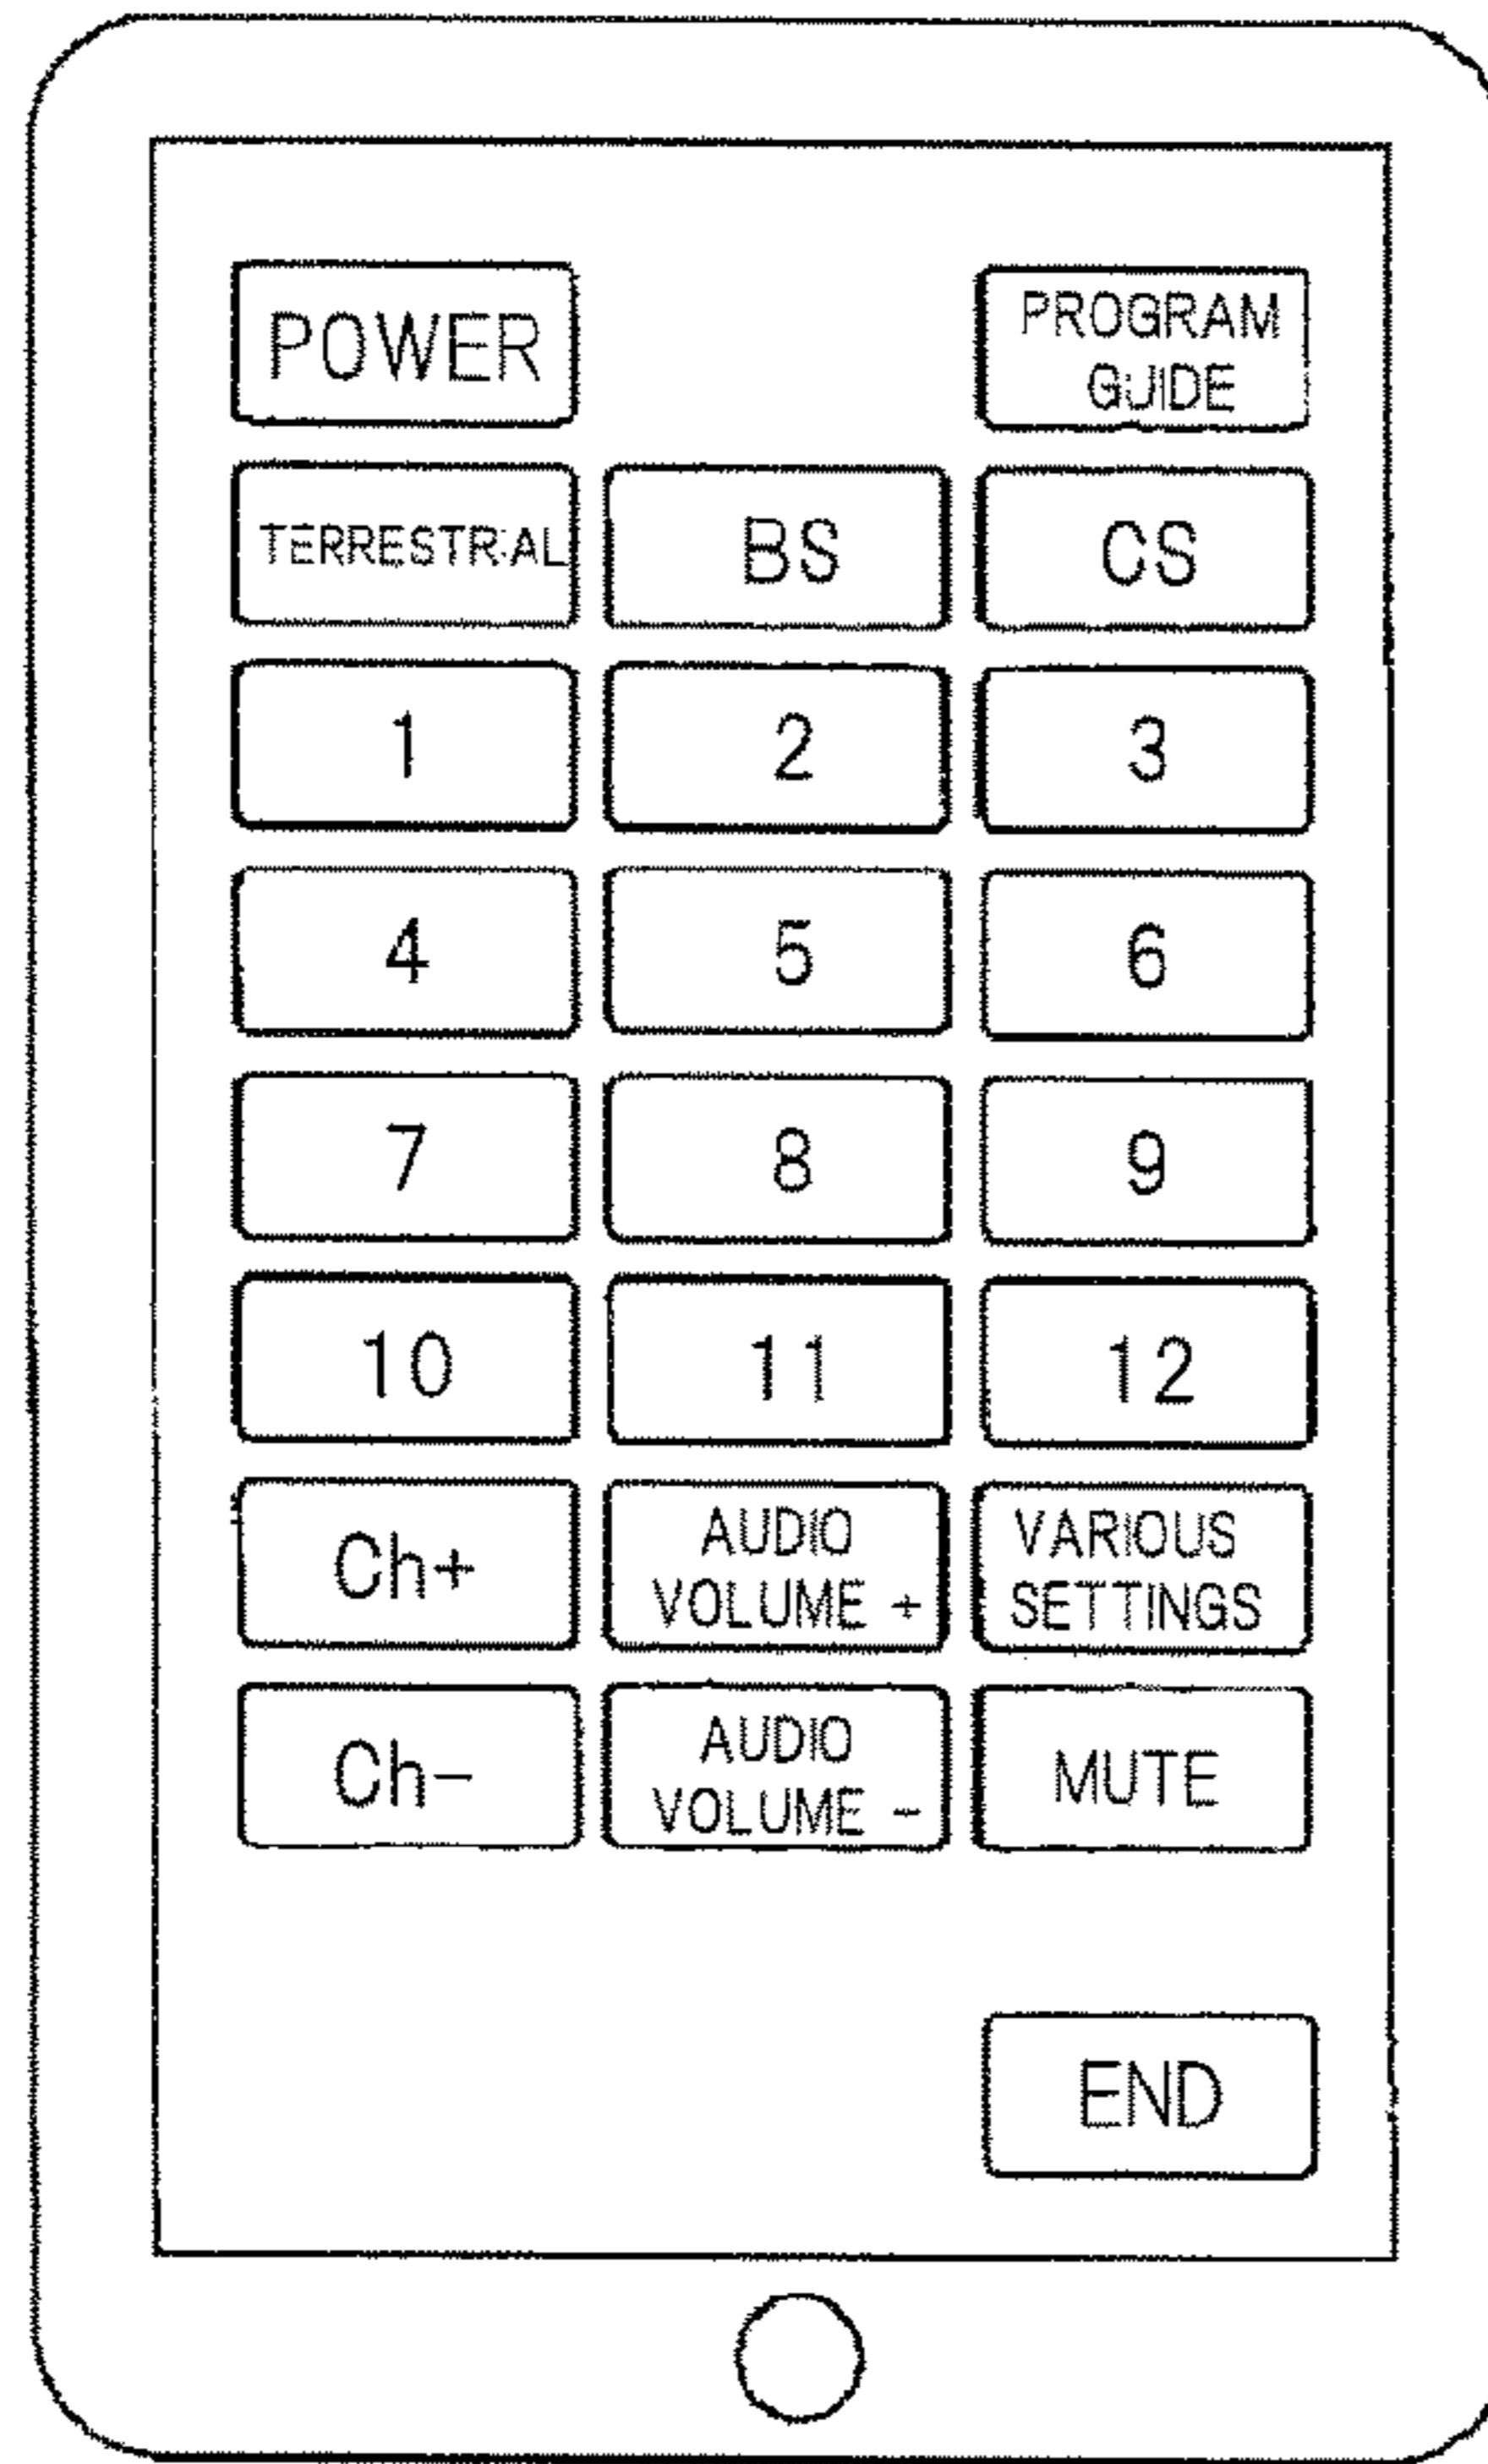 POWER
PROGRAM
GUIDE
TERRESTRIAL
BS
CS
1
2
3
4
5
6
7
8
9
10
11
12
Ch+
AUDIO
VOLUME +
VARIOUS
SETTINGS
Ch-
AUDIO
VOLUME -
MUTE
END